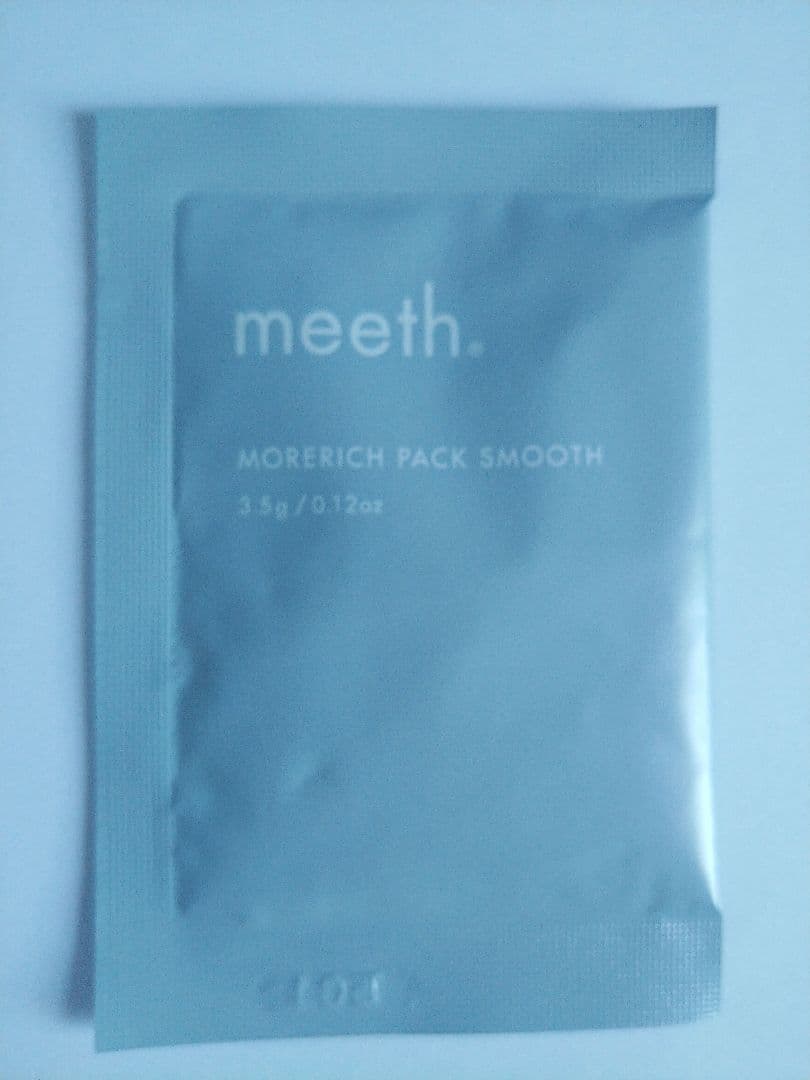 meeth.
MORERICH PACK SMOOTH
3.5g / 0.12oz